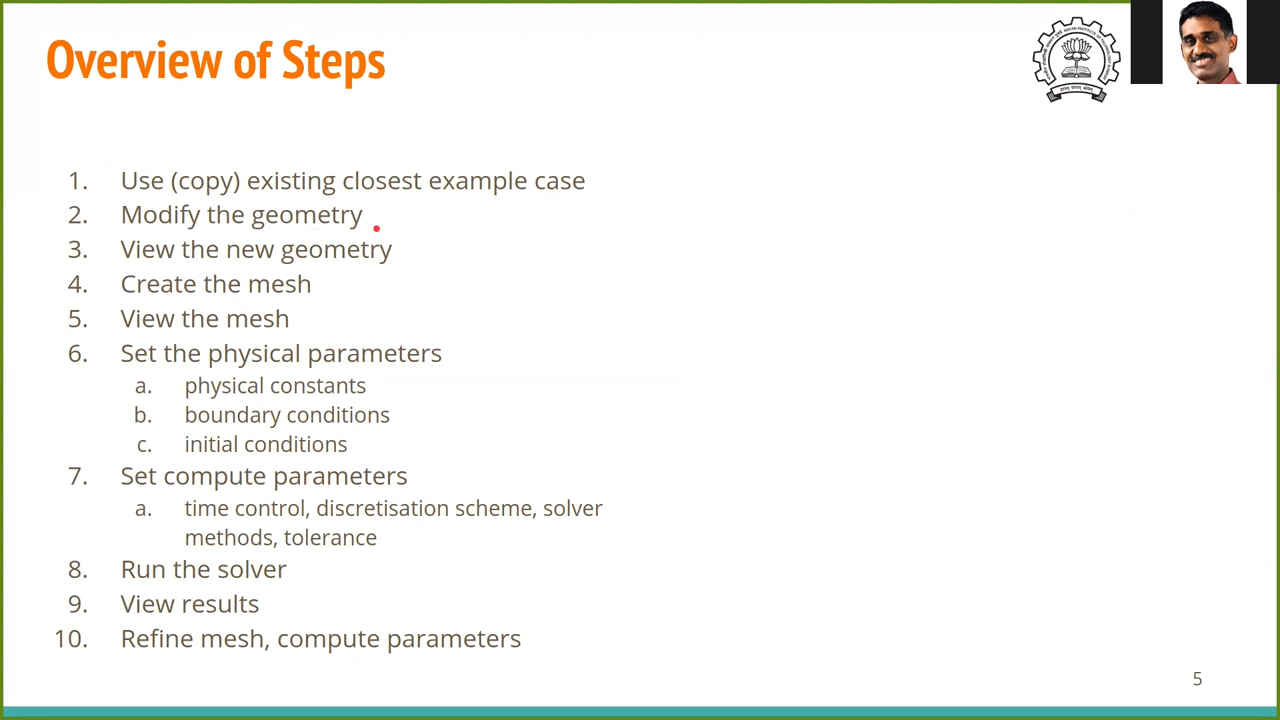 Overview of Steps
1. Use (copy) existing closest example case
2. Modify the geometry
3. View the new geometry
4. Create the mesh
5. View the mesh
6. Set the physical parameters
a. physical constants
b. boundary conditions
c. initial conditions
7. Set compute parameters
a. time control, discretisation scheme, solver
methods, tolerance
8. Run the solver
9. View results
10. Refine mesh, compute parameters
5